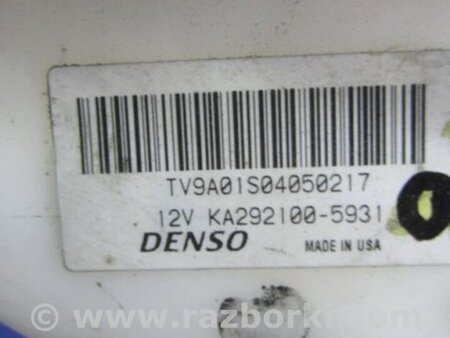 TV9A01S04050217
12V KA292100-5931
DENSO MADE IN USA
© www.razborki.com